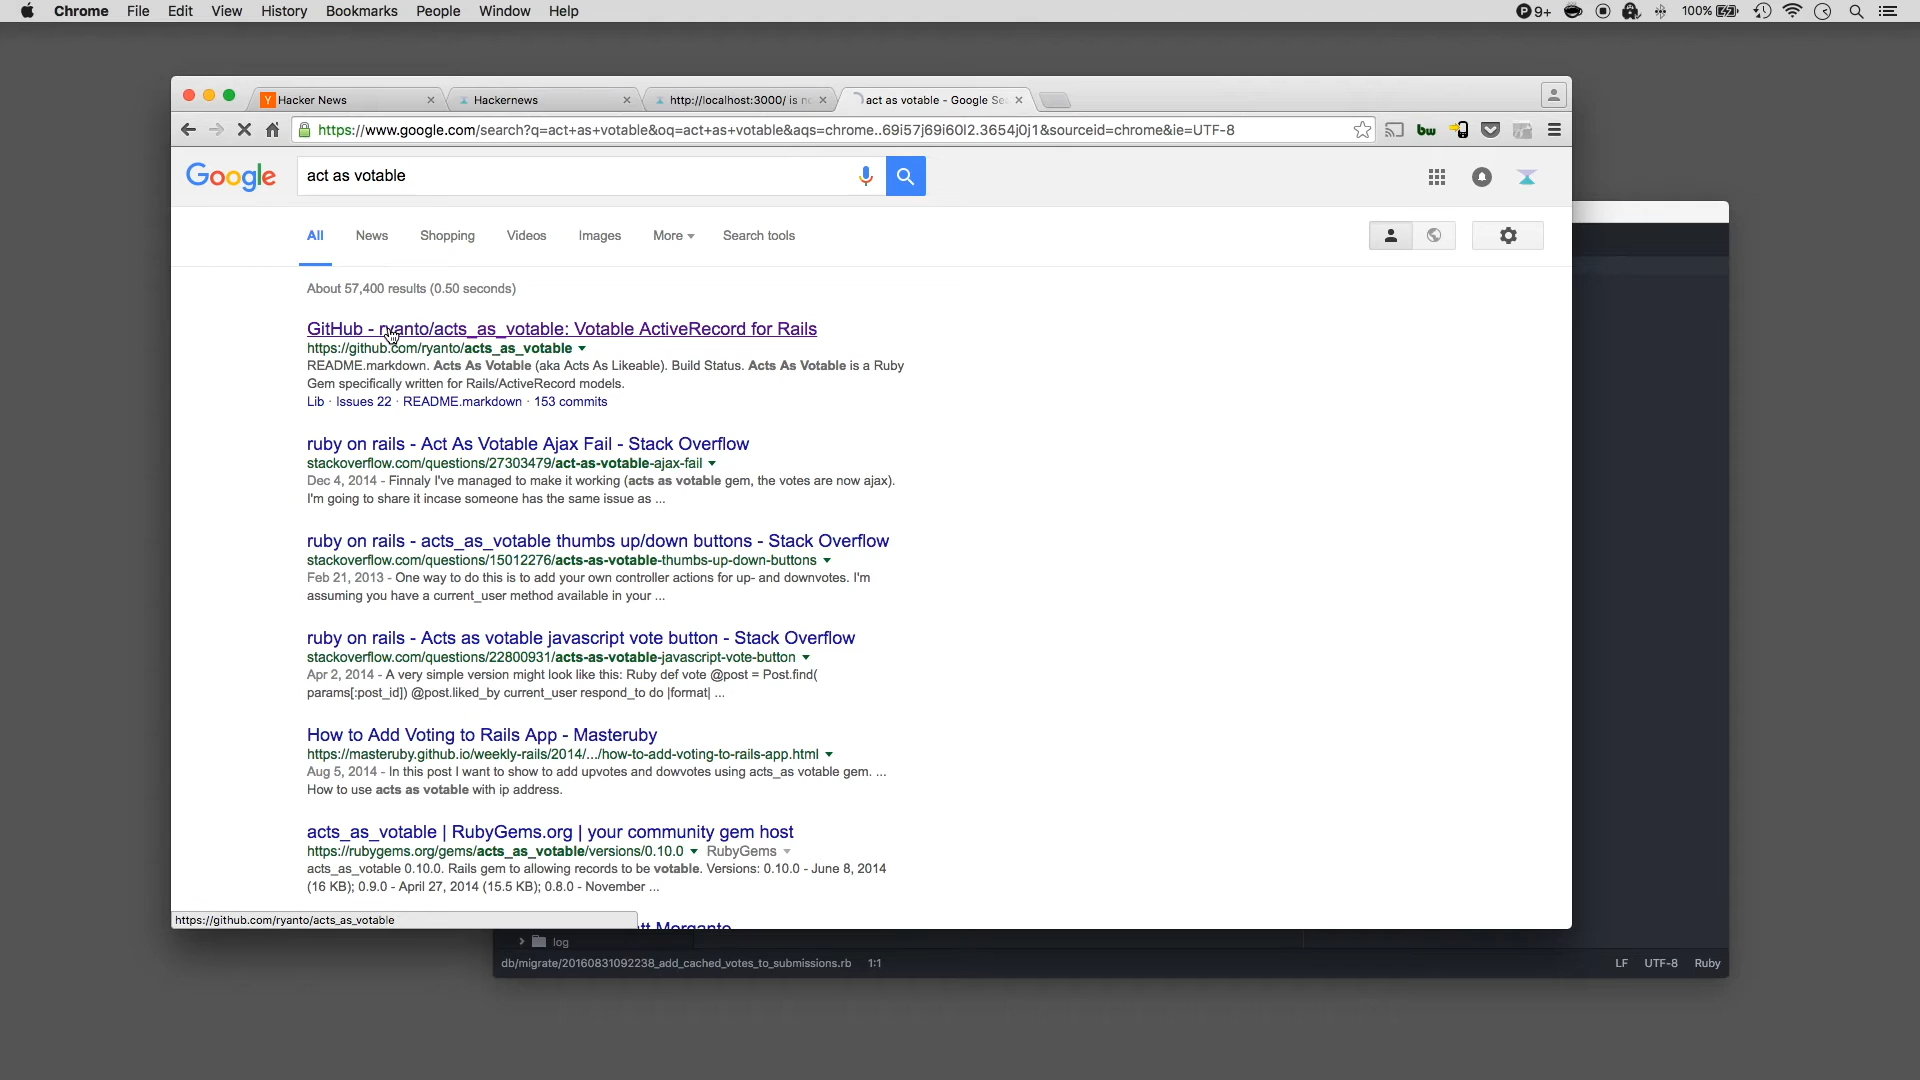 Chrome File Edit View History Bookmarks People Window Help
9+ 100%
Hacker News
Hackernews
http://localhost:3000/ is no
act as votable - Google Se
https://www.google.com/search?q=act+as+votable&oq=act+as+votable&aqs=chrome..69i57j69i60l2.3654j0j1&sourceid=chrome&ie=UTF-8
bw
Google
act as votable
All News Shopping Videos Images More Search tools
About 57,400 results (0.50 seconds)
GitHub - ryanto/acts_as_votable: Votable ActiveRecord for Rails
https://github.com/ryanto/acts_as_votable
README.markdown. Acts As Votable (aka Acts As Likeable). Build Status. Acts As Votable is a Ruby
Gem specifically written for Rails/ActiveRecord models.
Lib · Issues 22 · README.markdown · 153 commits
ruby on rails - Act As Votable Ajax Fail - Stack Overflow
stackoverflow.com/questions/27303479/act-as-votable-ajax-fail
Dec 4, 2014 - Finnaly I've managed to make it working (acts as votable gem, the votes are now ajax).
I'm going to share it incase someone has the same issue as ...
ruby on rails - acts_as_votable thumbs up/down buttons - Stack Overflow
stackoverflow.com/questions/15012276/acts-as-votable-thumbs-up-down-buttons
Feb 21, 2013 - One way to do this is to add your own controller actions for up- and downvotes. I'm
assuming you have a current_user method available in your ...
ruby on rails - Acts as votable javascript vote button - Stack Overflow
stackoverflow.com/questions/22800931/acts-as-votable-javascript-vote-button
Apr 2, 2014 - A very simple version might look like this: Ruby def vote @post = Post.find(
params[:post_id]) @post.liked_by current_user respond_to do |format| ...
How to Add Voting to Rails App - Masteruby
https://masteruby.github.io/weekly-rails/2014/.../how-to-add-voting-to-rails-app.html
Aug 5, 2014 - In this post I want to show to add upvotes and dowvotes using acts_as votable gem. ...
How to use acts as votable with ip address.
acts_as_votable | RubyGems.org | your community gem host
https://rubygems.org/gems/acts_as_votable/versions/0.10.0 RubyGems
acts_as_votable 0.10.0. Rails gem to allowing records to be votable. Versions: 0.10.0 - June 8, 2014
(16 KB); 0.9.0 - April 27, 2014 (15.5 KB); 0.8.0 - November ...
https://github.com/ryanto/acts_as_votable
tt Morgante
log
db/migrate/20160831092238_add_cached_votes_to_submissions.rb 1:1
LF UTF-8 Ruby